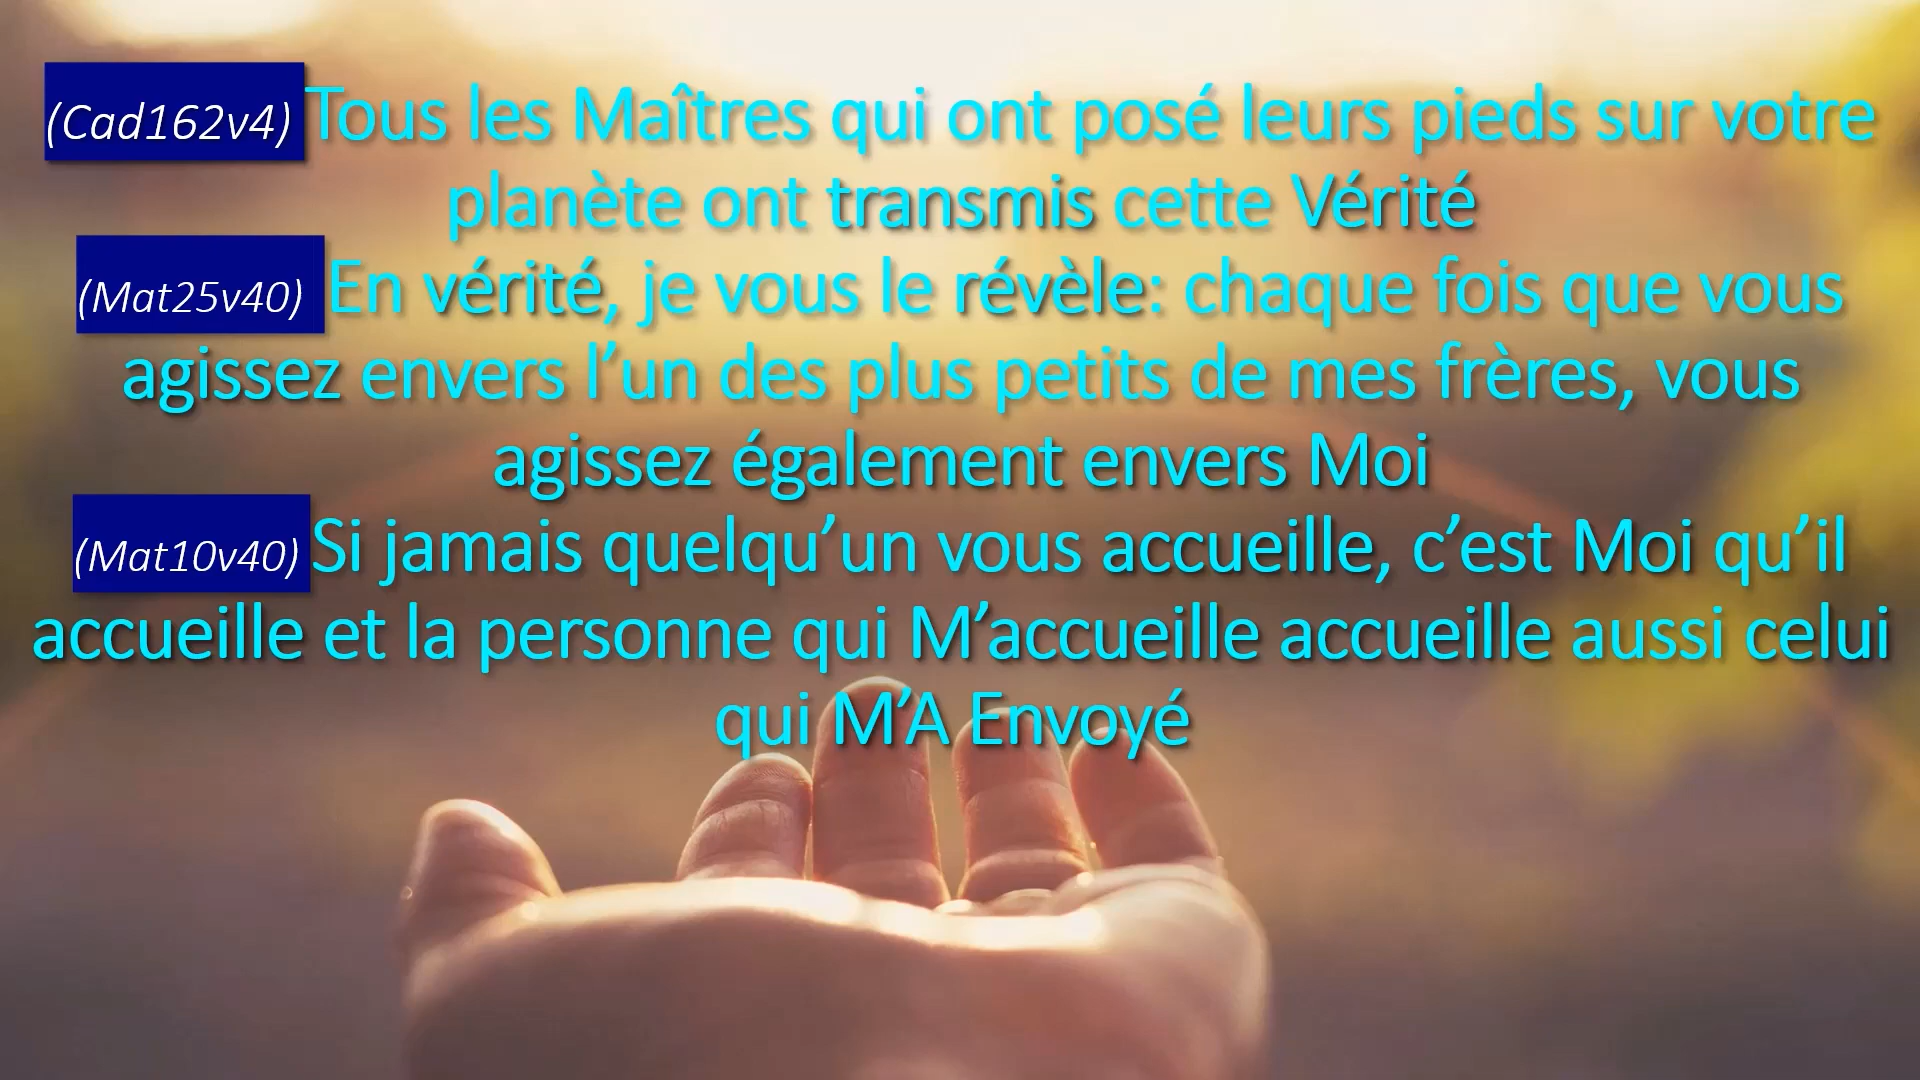 (Cad162v4) Tous les Maîtres qui ont posé leurs pieds sur votre
planète ont transmis cette Vérité
(Mat25v40) En vérité, je vous le révèle: chaque fois que vous
agissez envers l’un des plus petits de mes frères, vous
agissez également envers Moi
(Mat10v40) Si jamais quelqu’un vous accueille, c’est Moi qu’il
accueille et la personne qui M’accueille accueille aussi celui
qui M’A Envoyé